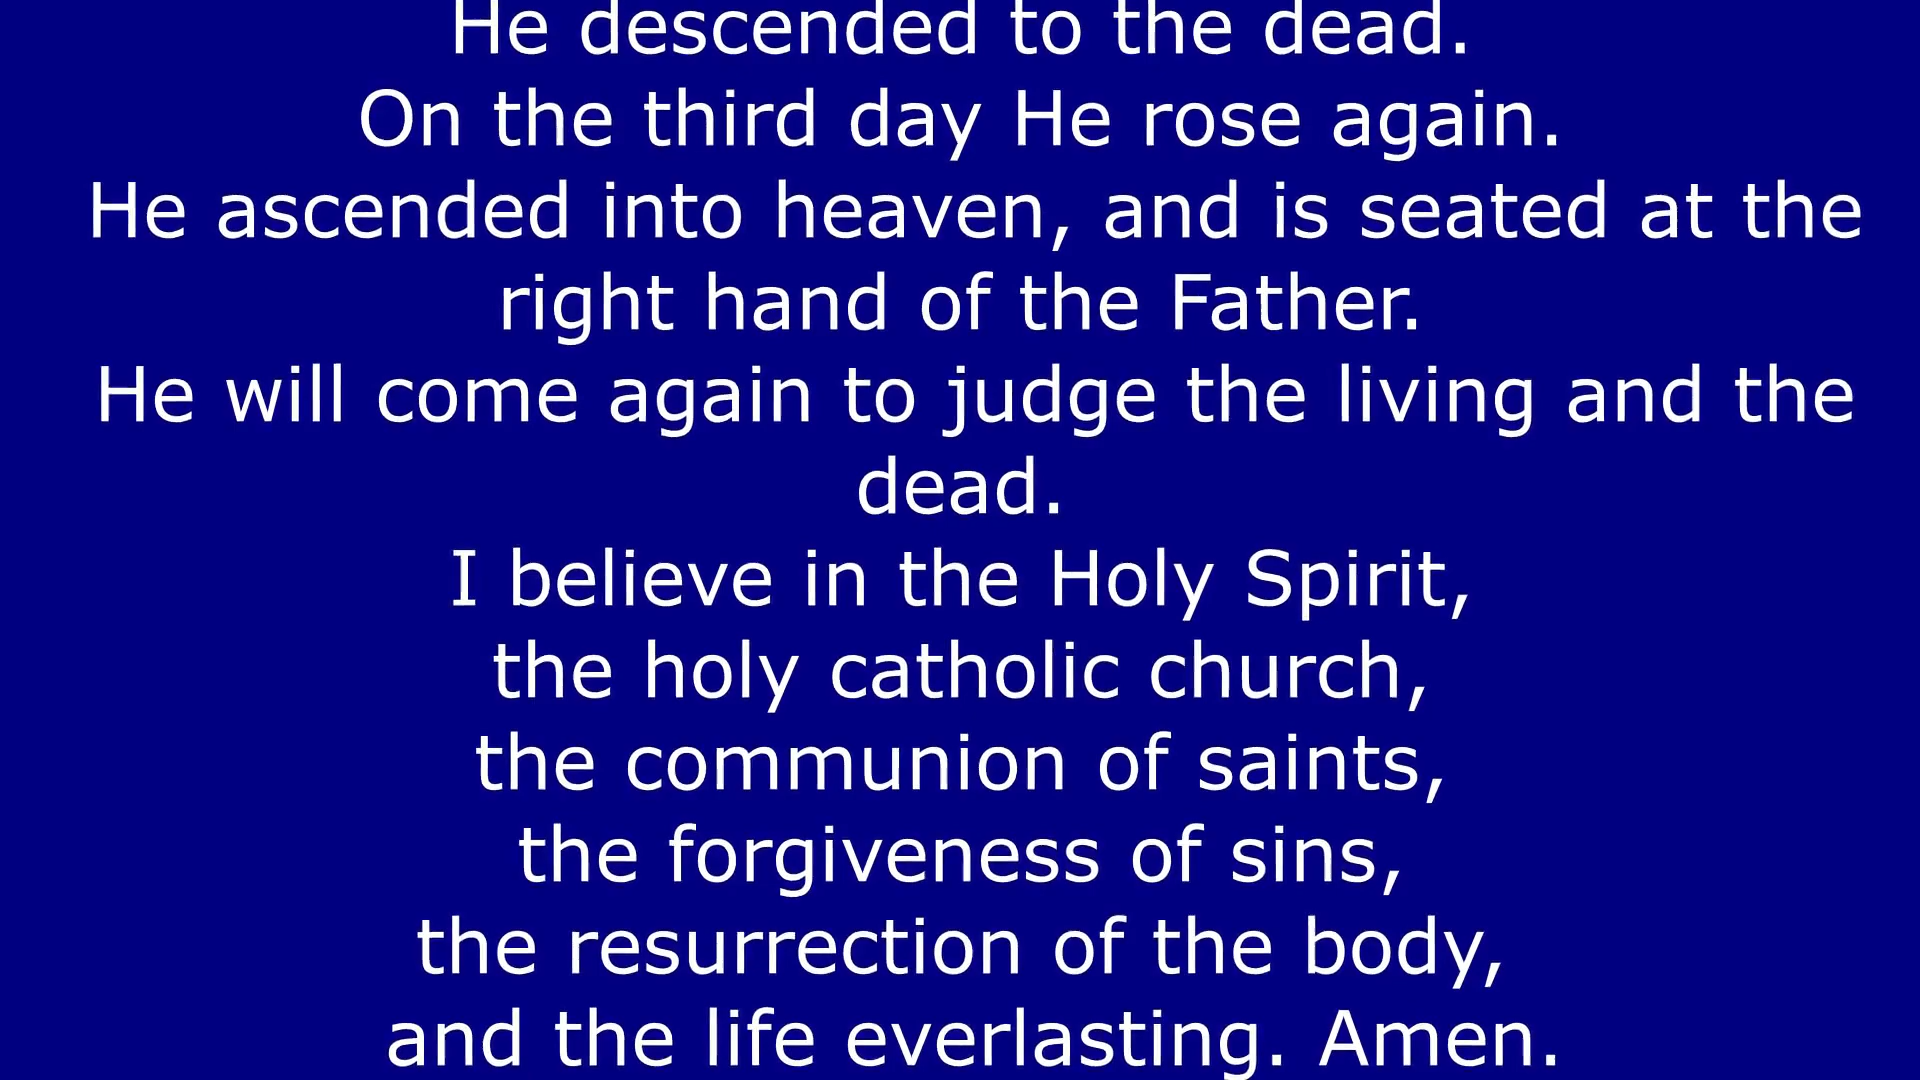 He descended to the dead.
On the third day He rose again.
He ascended into heaven, and is seated at the
right hand of the Father.
He will come again to judge the living and the
dead.
I believe in the Holy Spirit,
the holy catholic church,
the communion of saints,
the forgiveness of sins,
the resurrection of the body,
and the life everlasting. Amen.